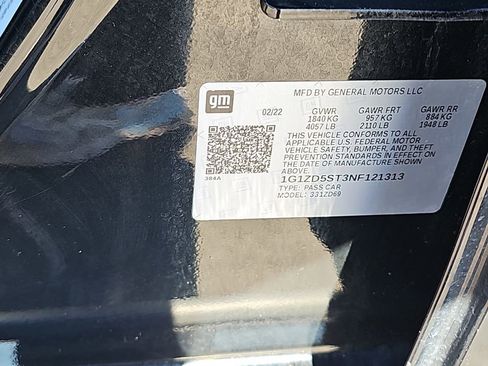 gm
MFD BY GENERAL MOTORS LLC
02/22 GVWR GAWR FRT GAWR RR
1840 KG 957 KG 884 KG
4057 LB 2110 LB 1948 LB
THIS VEHICLE CONFORMS TO ALL
APPLICABLE U.S. FEDERAL MOTOR
VEHICLE SAFETY, BUMPER, AND THEFT
PREVENTION STANDARDS IN EFFECT ON
THE DATE OF MANUFACTURE SHOWN
ABOVE.
384A
1G1ZD5ST3NF121313
TYPE: PASS CAR
MODEL: 331ZD69